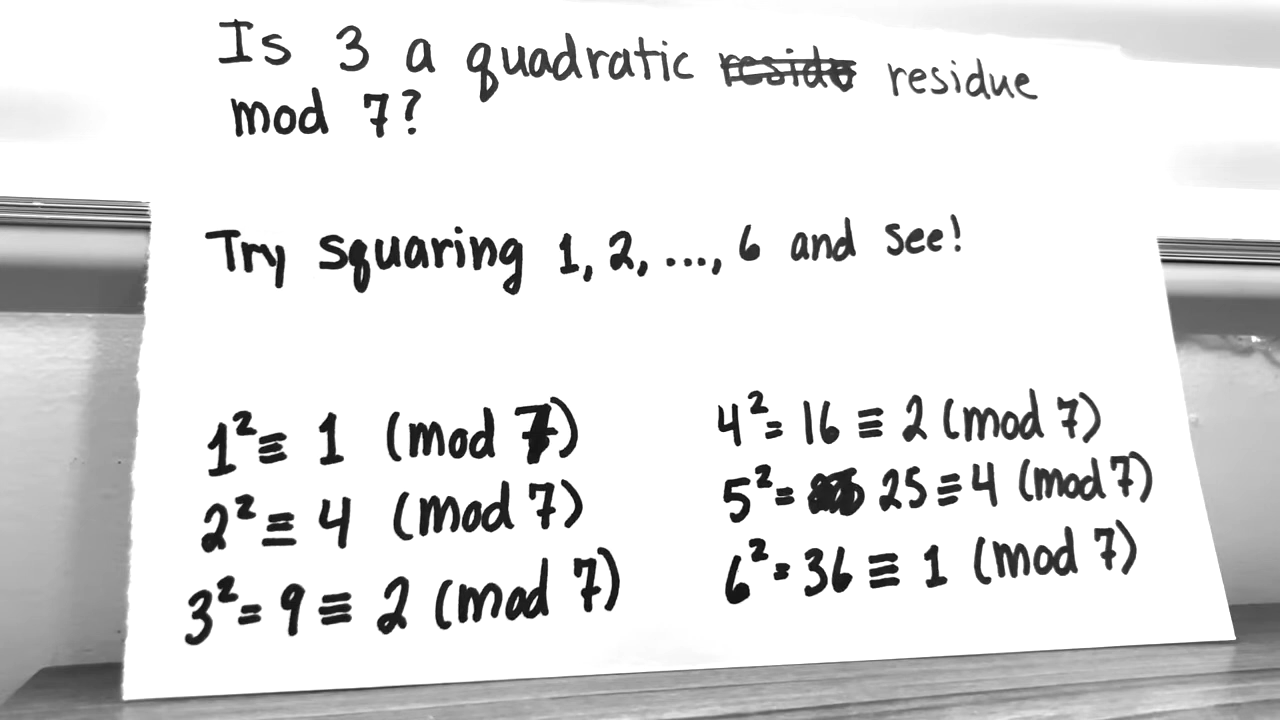 Is 3 a quadratic residue
mod 7?
Try squaring 1, 2, ..., 6 and see!
1² ≡ 1 (mod 7)
2² ≡ 4 (mod 7)
3² = 9 ≡ 2 (mod 7)
4² = 16 ≡ 2 (mod 7)
5² = 25 ≡ 4 (mod 7)
6² = 36 ≡ 1 (mod 7)